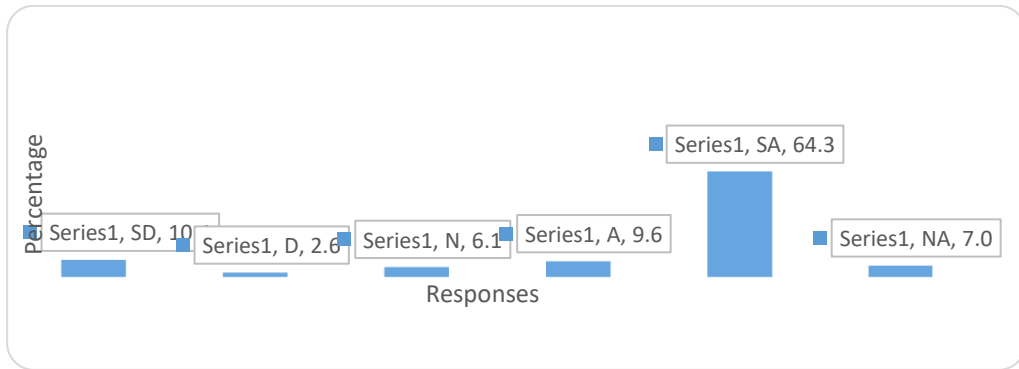 Percentage
Series1, SA, 64.3
Series1, SD, 10
Series1, D, 2.6
Series1, N, 6.1
Series1, A, 9.6
Series1, NA, 7.0
Responses